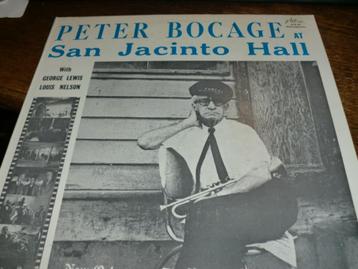 PETER BOCAGE AT
San Jacinto Hall
With
GEORGE LEWIS
LOUIS NELSON